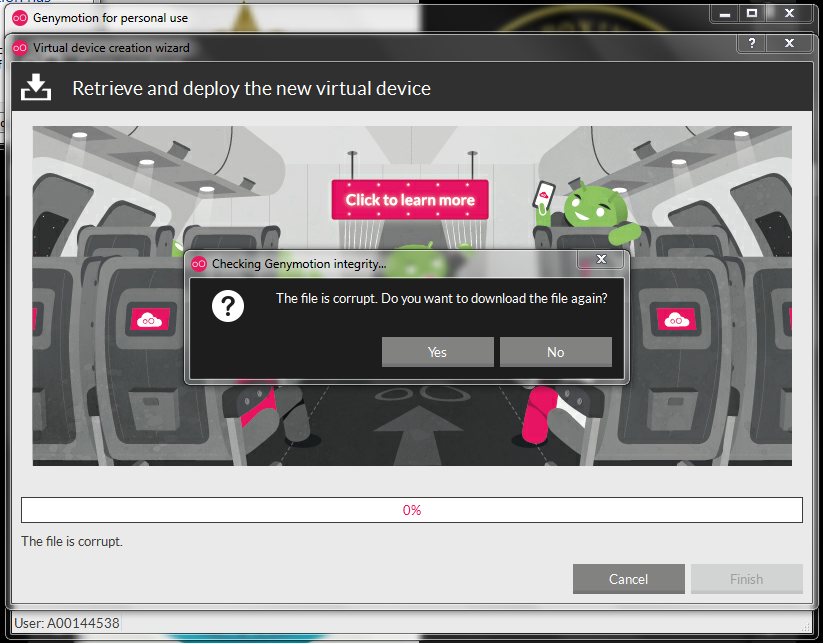 Genymotion for personal use
Virtual device creation wizard
Retrieve and deploy the new virtual device
Click to learn more
Checking Genymotion integrity...
The file is corrupt. Do you want to download the file again?
Yes
No
0%
The file is corrupt.
Cancel
Finish
User: A00144538